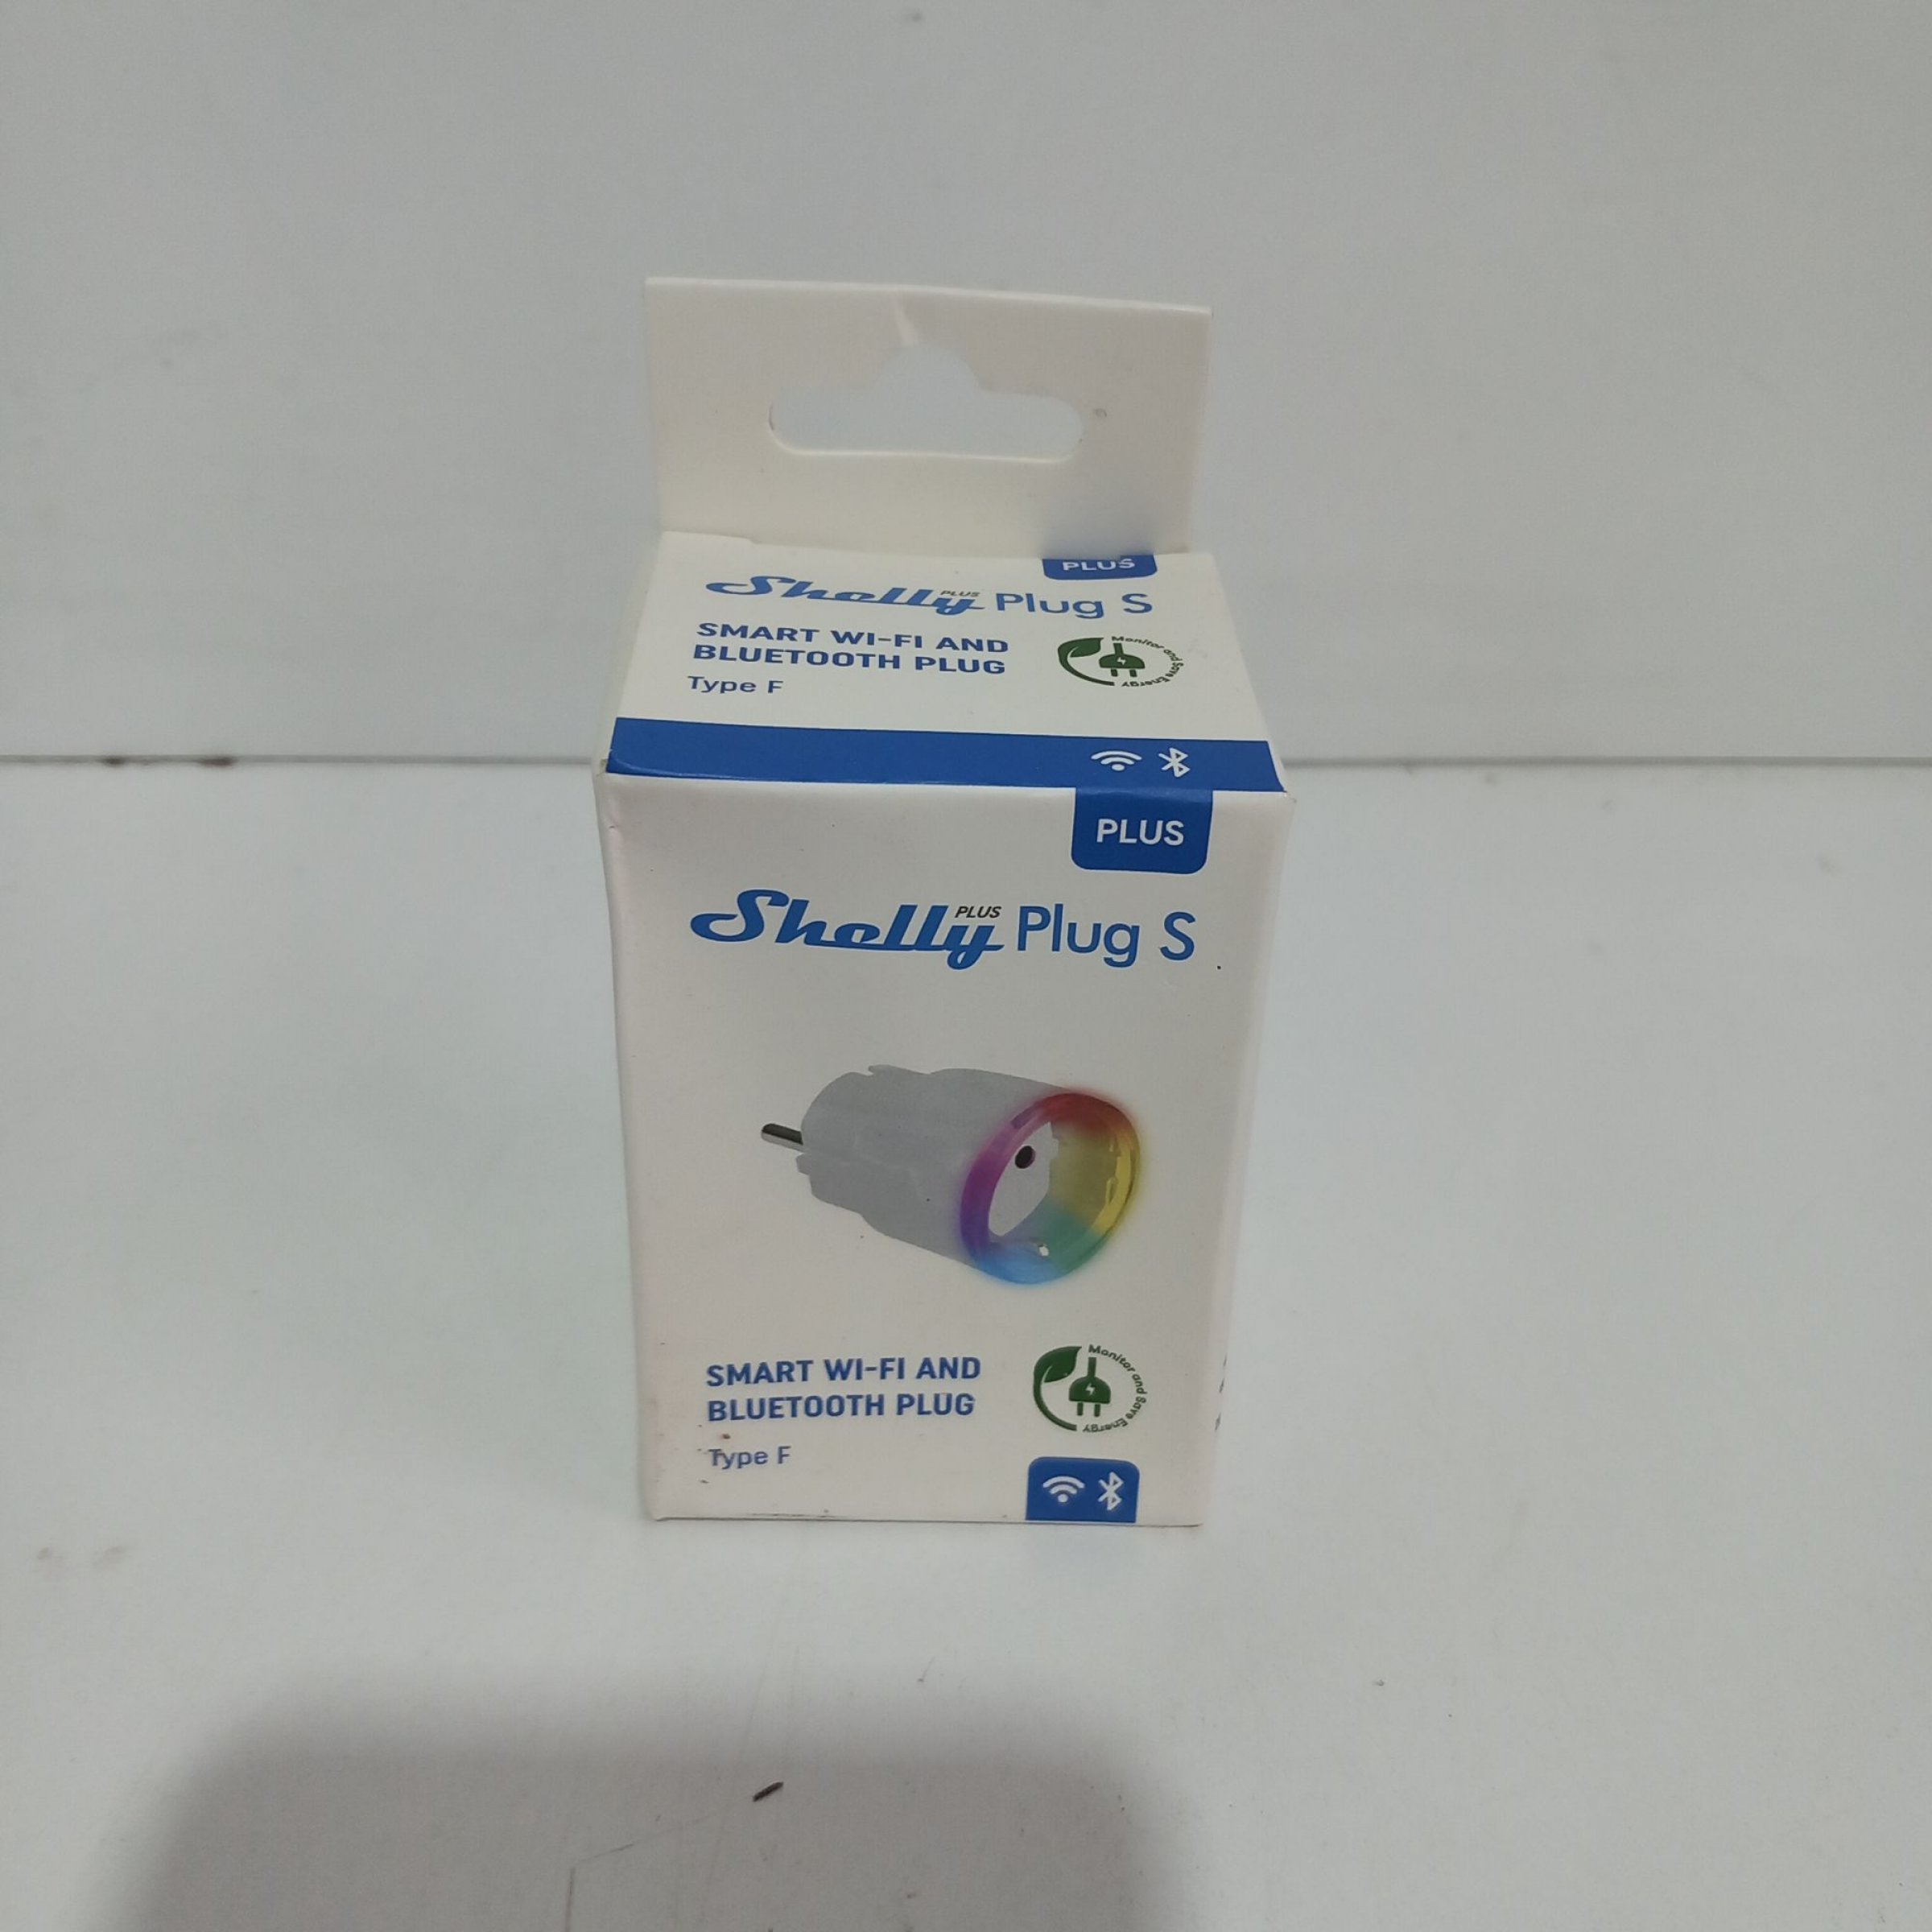 PLUS
Shelly PLUS Plug S
SMART WI-FI AND
BLUETOOTH PLUG
Type F
Monitor and Save Energy
PLUS
Shelly PLUS Plug S
SMART WI-FI AND
BLUETOOTH PLUG
Type F
Monitor and Save Energy